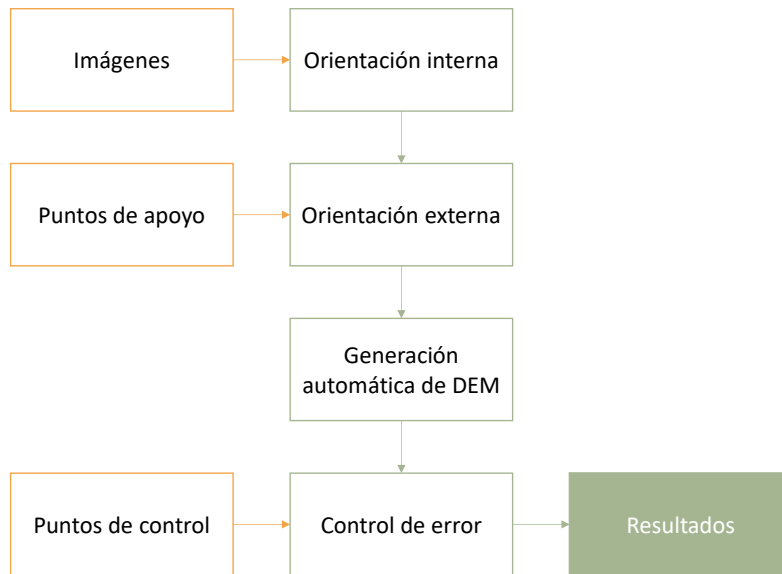 Imágenes
Orientación interna
Puntos de apoyo
Orientación externa
Generación
automática de DEM
Puntos de control
Control de error
Resultados